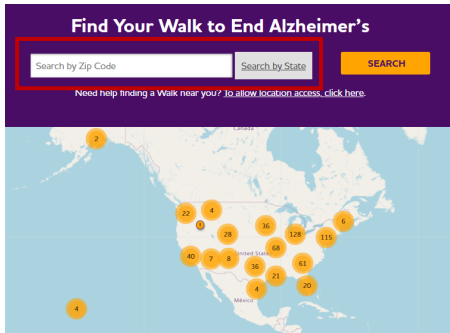 Find Your Walk to End Alzheimer's
Search by Zip Code Search by State SEARCH
Need help finding a Walk near you? To allow location access, click here.
Canada
2
22 4
36 6
28 128 115
68
United States
40 7 8 36 61
21
4 20
México
4